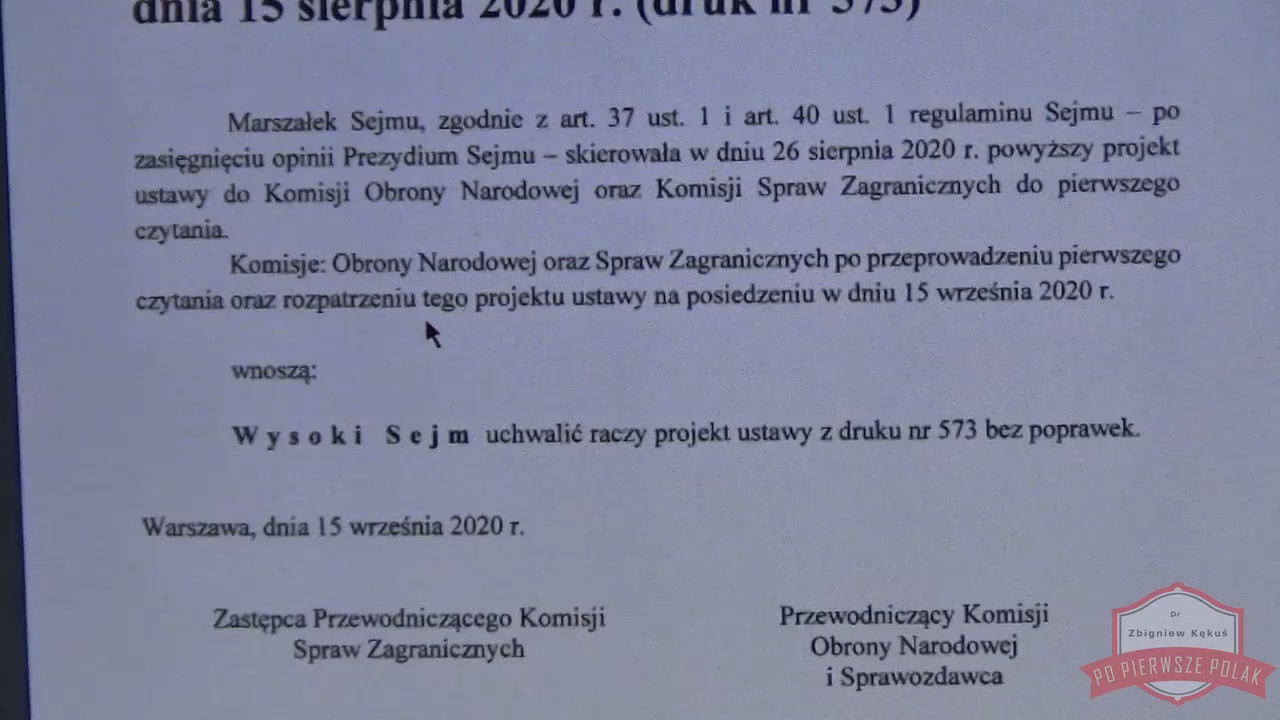 dnia 15 sierpnia 2020 r. (druk nr 573)
Marszałek Sejmu, zgodnie z art. 37 ust. 1 i art. 40 ust. 1 regulaminu Sejmu – po
zasięgnięciu opinii Prezydium Sejmu – skierowała w dniu 26 sierpnia 2020 r. powyższy projekt
ustawy do Komisji Obrony Narodowej oraz Komisji Spraw Zagranicznych do pierwszego
czytania.
Komisje: Obrony Narodowej oraz Spraw Zagranicznych po przeprowadzeniu pierwszego
czytania oraz rozpatrzeniu tego projektu ustawy na posiedzeniu w dniu 15 września 2020 r.
wnoszą:
Wysoki Sejm uchwalić raczy projekt ustawy z druku nr 573 bez poprawek.
Warszawa, dnia 15 września 2020 r.
Zastępca Przewodniczącego Komisji
Spraw Zagranicznych
Przewodniczący Komisji
Obrony Narodowej
i Sprawozdawca
Dr
Zbigniew Kękuś
PO PIERWSZE POLAK